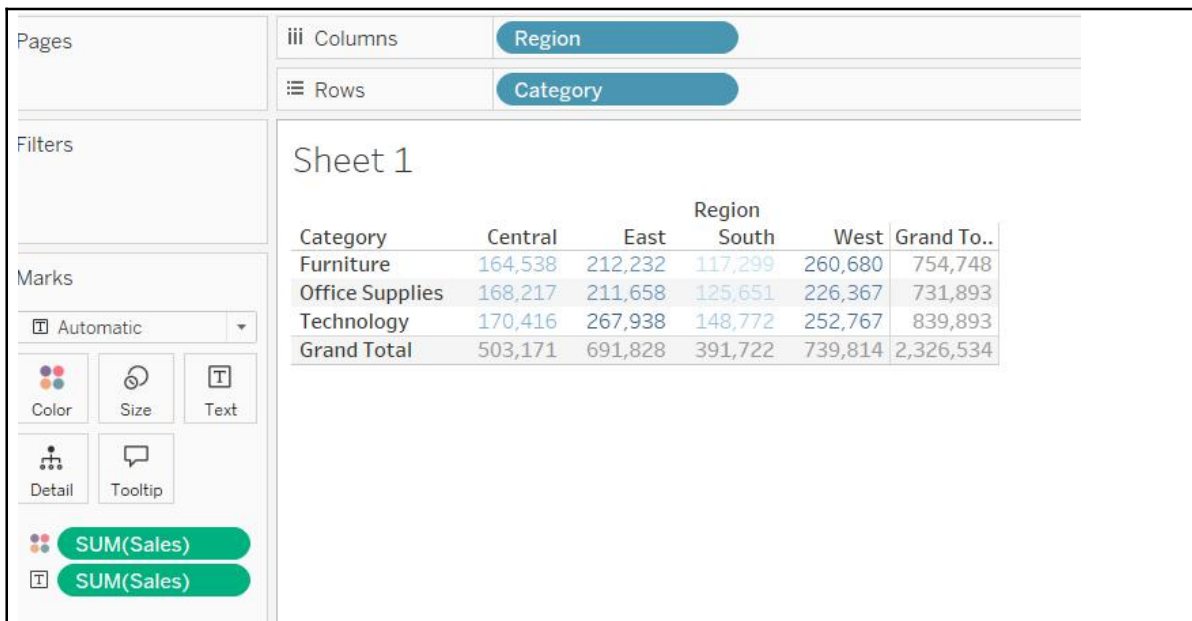 Pages
iii Columns Region
Rows Category
Filters
Sheet 1
Region
Category Central East South West Grand To..
Furniture 164,538 212,232 117,299 260,680 754,748
Office Supplies 168,217 211,658 125,651 226,367 731,893
Technology 170,416 267,938 148,772 252,767 839,893
Grand Total 503,171 691,828 391,722 739,814 2,326,534
Marks
T Automatic
T
Color Size Text
Detail Tooltip
SUM(Sales)
T SUM(Sales)